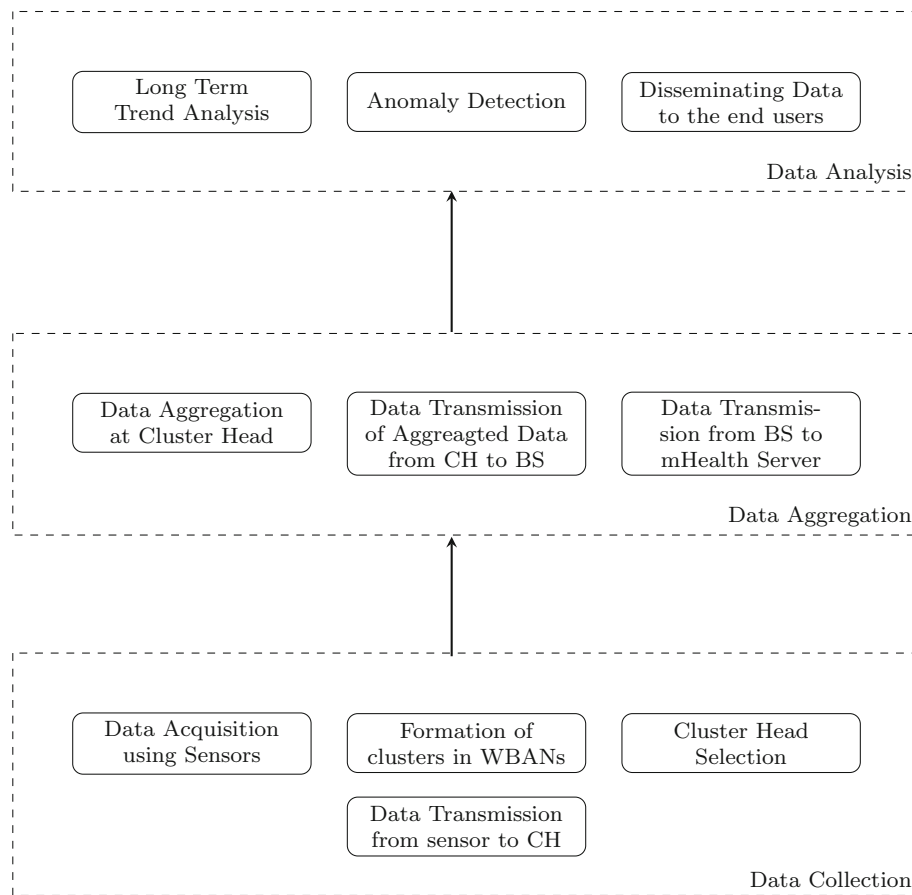 Long Term
Trend Analysis
Anomaly Detection
Disseminating Data
to the end users
Data Analysis
Data Aggregation
at Cluster Head
Data Transmission
of Aggreagted Data
from CH to BS
Data Transmis-
sion from BS to
mHealth Server
Data Aggregation
Data Acquisition
using Sensors
Formation of
clusters in WBANs
Cluster Head
Selection
Data Transmission
from sensor to CH
Data Collection